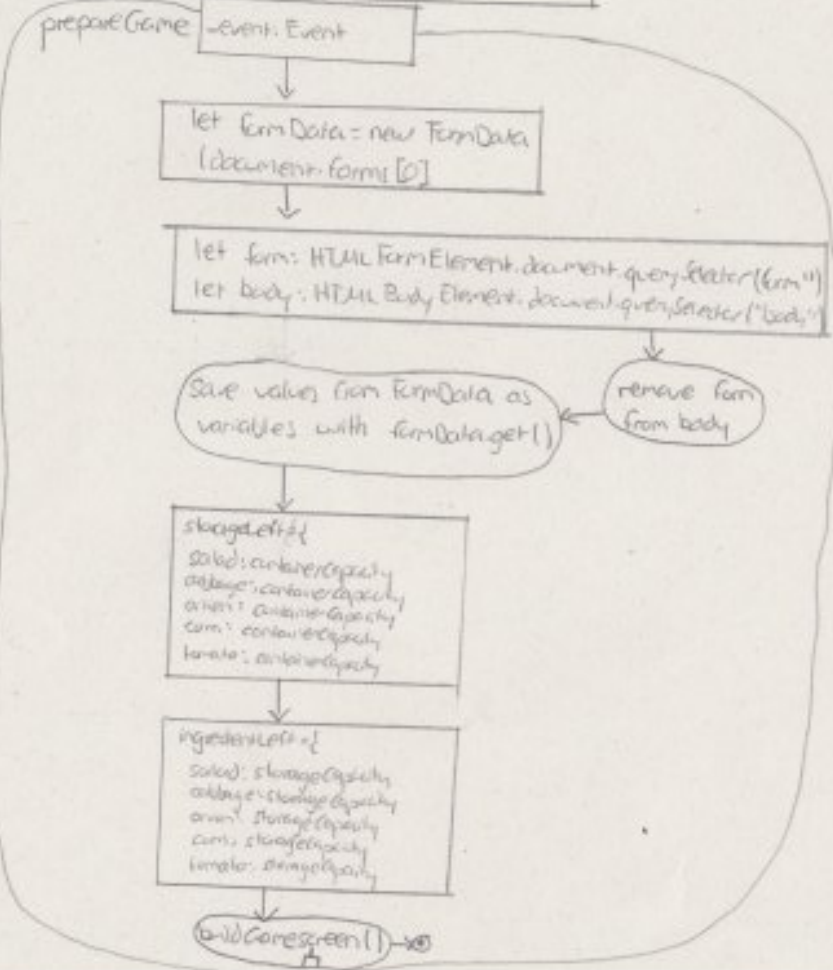 prepareGame
_event: Event
let formData = new FormData
(document.forms[0]
let form: HTMLFormElement.document.querySelector(form")
let body: HTMLBodyElement.document.querySelector("body")
remove form
from body
Save values from FormData as
variables with formData.get()
storageLeft={
salad: containerCapacity
cabbage: containerCapacity
onion: containerCapacity
corn: containerCapacity
tomato: containerCapacity
ingredientLeft={
salad: storageCapacity
cabbage: storageCapacity
onion: storageCapacity
corn: storageCapacity
tomato: storageCapacity
buildGamescreen()